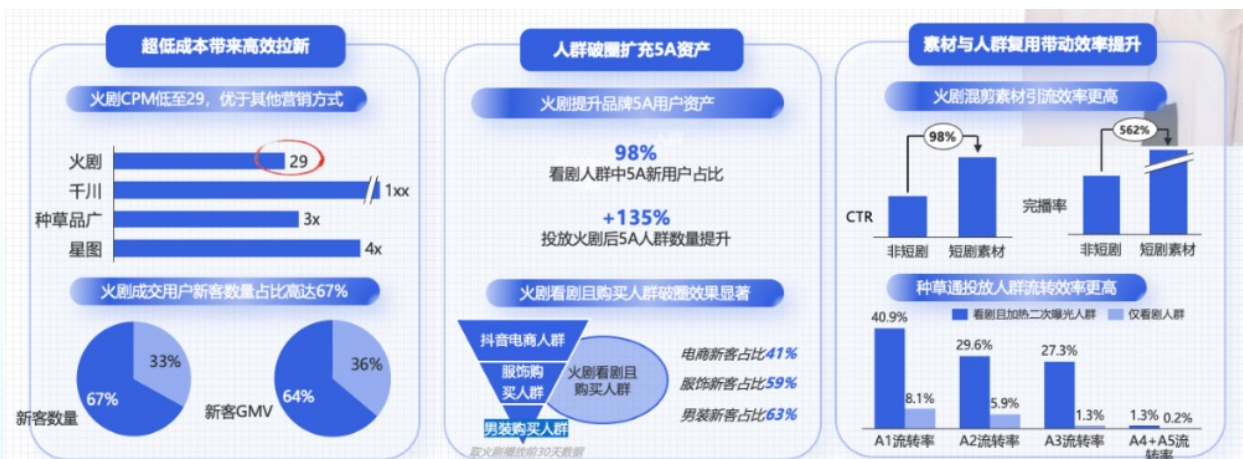 超低成本带来高效拉新
火剧CPM低至29，优于其他营销方式
火剧
29
千川
1xx
种草品广
3x
星图
4x
火剧成交用户新客数量占比高达67%
33%
67%
新客数量
36%
64%
新客GMV
人群破圈扩充5A资产
火剧提升品牌5A用户资产
98%
看剧人群中5A新用户占比
+135%
投放火剧后5A人群数量提升
火剧看剧且购买人群破圈效果显著
抖音电商人群
服饰购
买人群
男装购买人群
火剧看剧且
购买人群
电商新客占比41%
服饰新客占比59%
男装新客占比63%
取火剧播放前30天数据
素材与人群复用带动效率提升
火剧混剪素材引流效率更高
98%
CTR
非短剧
短剧素材
562%
完播率
非短剧
短剧素材
种草通投放人群流转效率更高
看剧且加热二次曝光人群
仅看剧人群
40.9%
8.1%
29.6%
5.9%
27.3%
1.3%
1.3%
0.2%
A1流转率
A2流转率
A3流转率
A4+A5流
转率